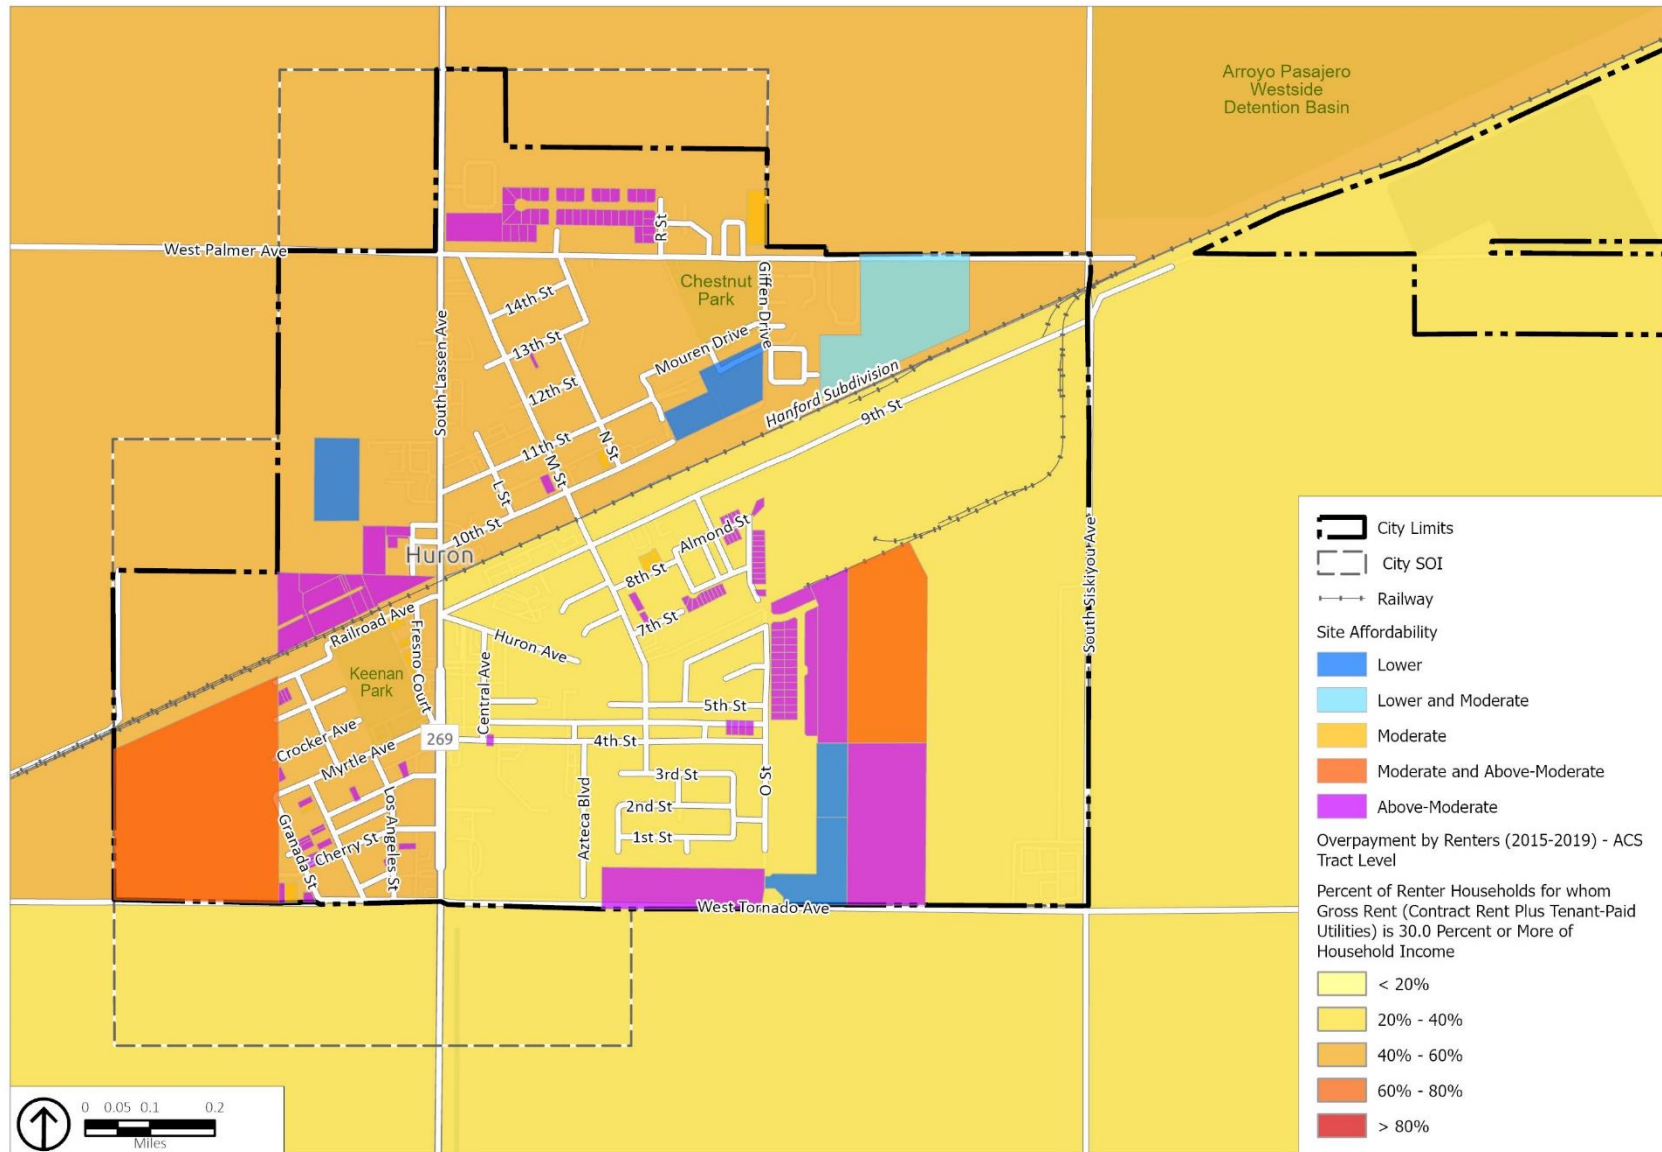 Arroyo Pasajero
Westside
Detention Basin
West Palmer Ave
R St
Chestnut
Park
Giffen Drive
14th St
13th St
Mouren Drive
South Lassen Ave
12th St
Hanford Subdivision
9th St
11th St
N St
M St
L St
10th St
Huron
Almond St
8th St
7th St
Railroad Ave
Fresno Court
Huron Ave
Central Ave
Keenan
Park
5th St
269
4th St
Crocker Ave
Myrtle Ave
3rd St
O St
2nd St
Azteca Blvd
Los Angeles St
1st St
Granada St
Cherry St
West Tornado Ave
South Siskiyou Ave
City Limits
City SOI
Railway
Site Affordability
Lower
Lower and Moderate
Moderate
Moderate and Above-Moderate
Above-Moderate
Overpayment by Renters (2015-2019) - ACS
Tract Level
Percent of Renter Households for whom
Gross Rent (Contract Rent Plus Tenant-Paid
Utilities) is 30.0 Percent or More of
Household Income
< 20%
20% - 40%
40% - 60%
60% - 80%
> 80%
0 0.05 0.1 0.2
Miles